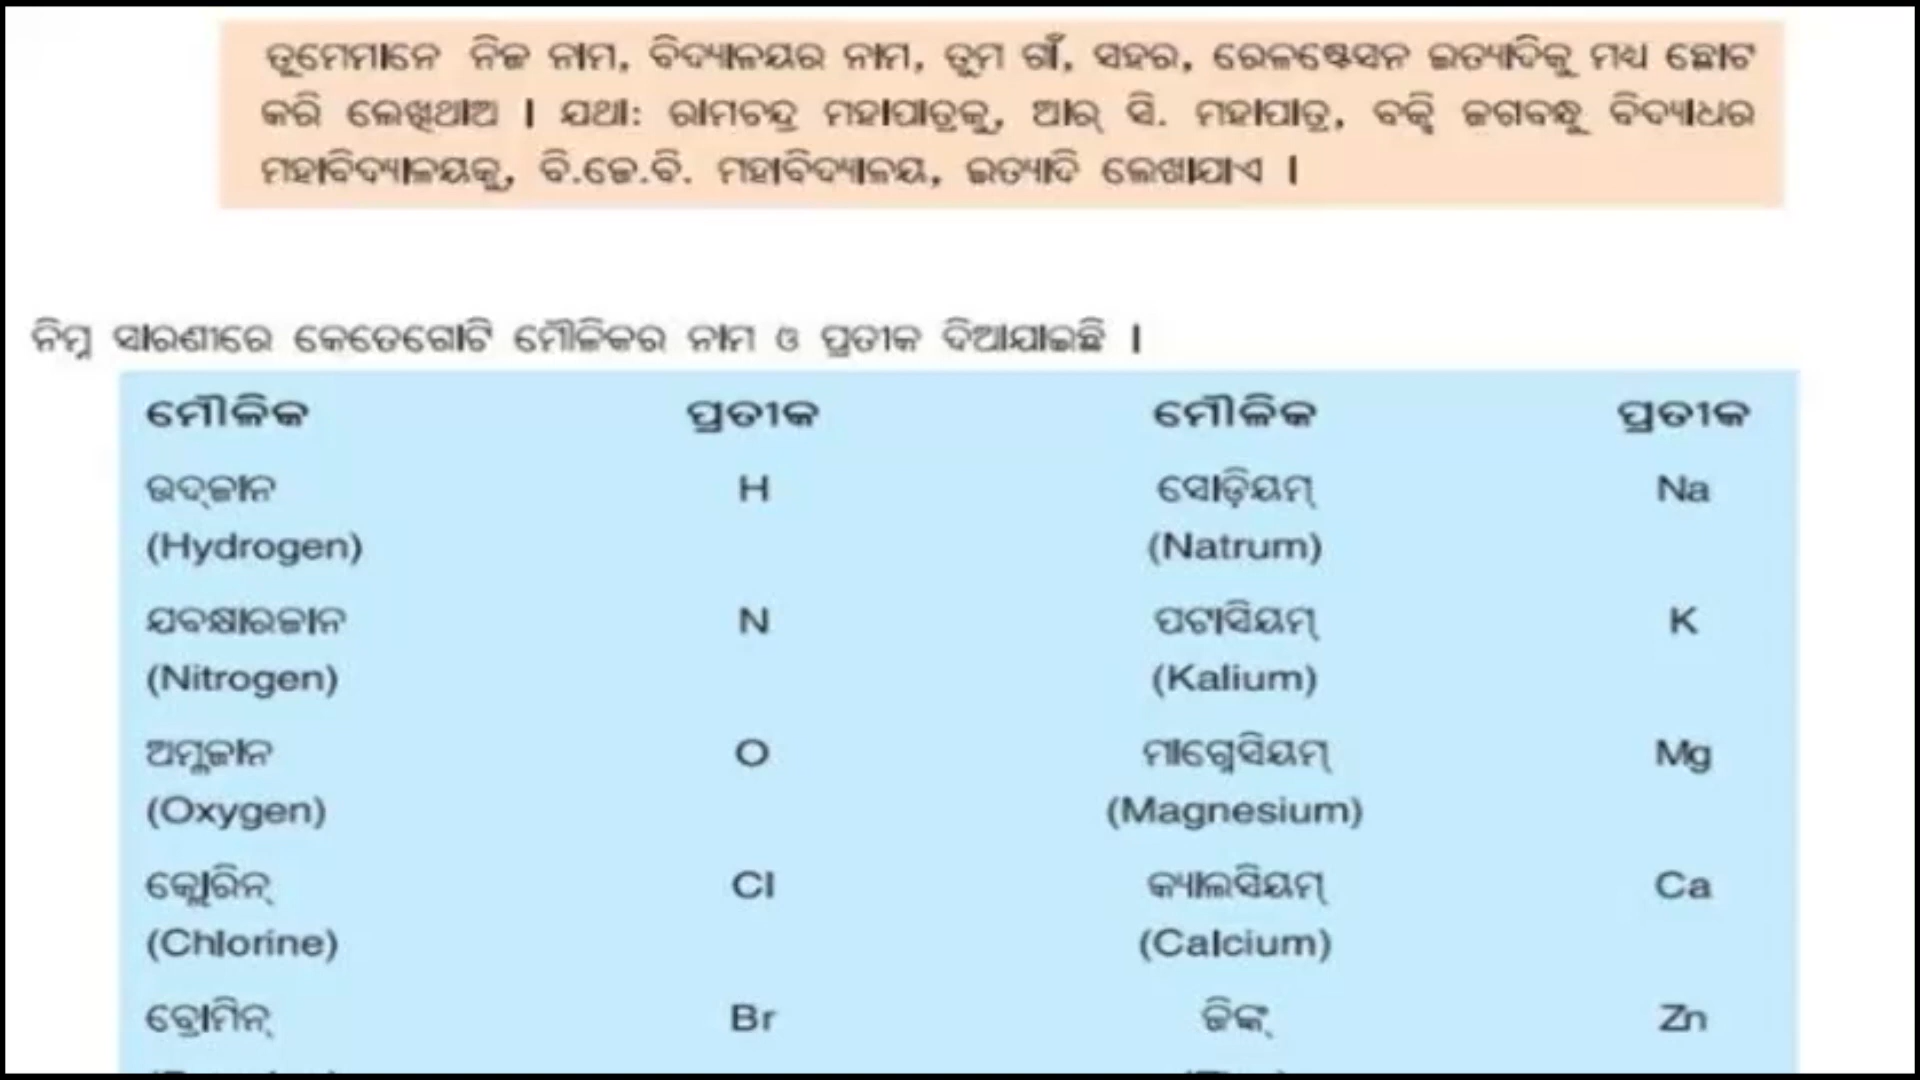 ତୁମେମାନେ ନିଜ ନାମ, ବିଦ୍ୟାଳୟର ନାମ, ତୁମ ଗାଁ, ସହର, ରେଳଷ୍ଟେସନ ଇତ୍ୟାଦିକୁ ମଧ୍ୟ ଛୋଟ
କରି ଲେଖିଥାଅ । ଯଥା: ରାମଚନ୍ଦ୍ର ମହାପାତ୍ରକୁ, ଆର୍ ସି. ମହାପାତ୍ର, ବକ୍ସି ଜଗବନ୍ଧୁ ବିଦ୍ୟାଧର
ମହାବିଦ୍ୟାଳୟକୁ, ବି.ଜେ.ବି. ମହାବିଦ୍ୟାଳୟ, ଇତ୍ୟାଦି ଲେଖାଯାଏ ।
ନିମ୍ନ ସାରଣୀରେ କେତେଗୋଟି ମୌଳିକର ନାମ ଓ ପ୍ରତୀକ ଦିଆଯାଇଛି ।
ମୌଳିକ ପ୍ରତୀକ ମୌଳିକ ପ୍ରତୀକ
ଉଦ୍‌ଜାନ H ସୋଡ଼ିୟମ୍ Na
(Hydrogen) (Natrum)
ଯବକ୍ଷାରଜାନ N ପଟାସିୟମ୍ K
(Nitrogen) (Kalium)
ଅମ୍ଳଜାନ O ମାଗ୍ନେସିୟମ୍ Mg
(Oxygen) (Magnesium)
କ୍ଲୋରିନ୍ Cl କ୍ୟାଲସିୟମ୍ Ca
(Chlorine) (Calcium)
ବ୍ରୋମିନ୍ Br ଜିଙ୍କ୍ Zn